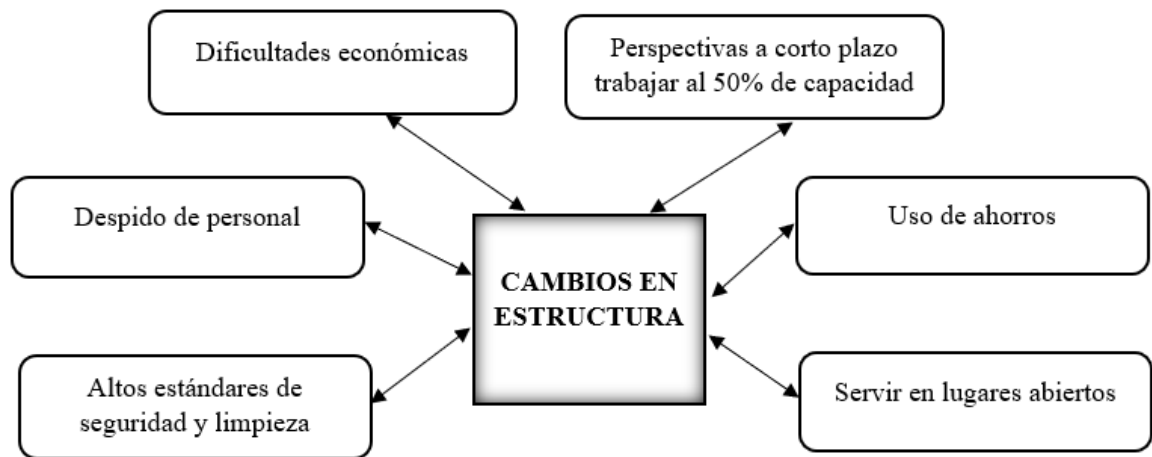 Dificultades económicas
Perspectivas a corto plazo
trabajar al 50% de capacidad
Despido de personal
Uso de ahorros
CAMBIOS EN
ESTRUCTURA
Altos estándares de
seguridad y limpieza
Servir en lugares abiertos